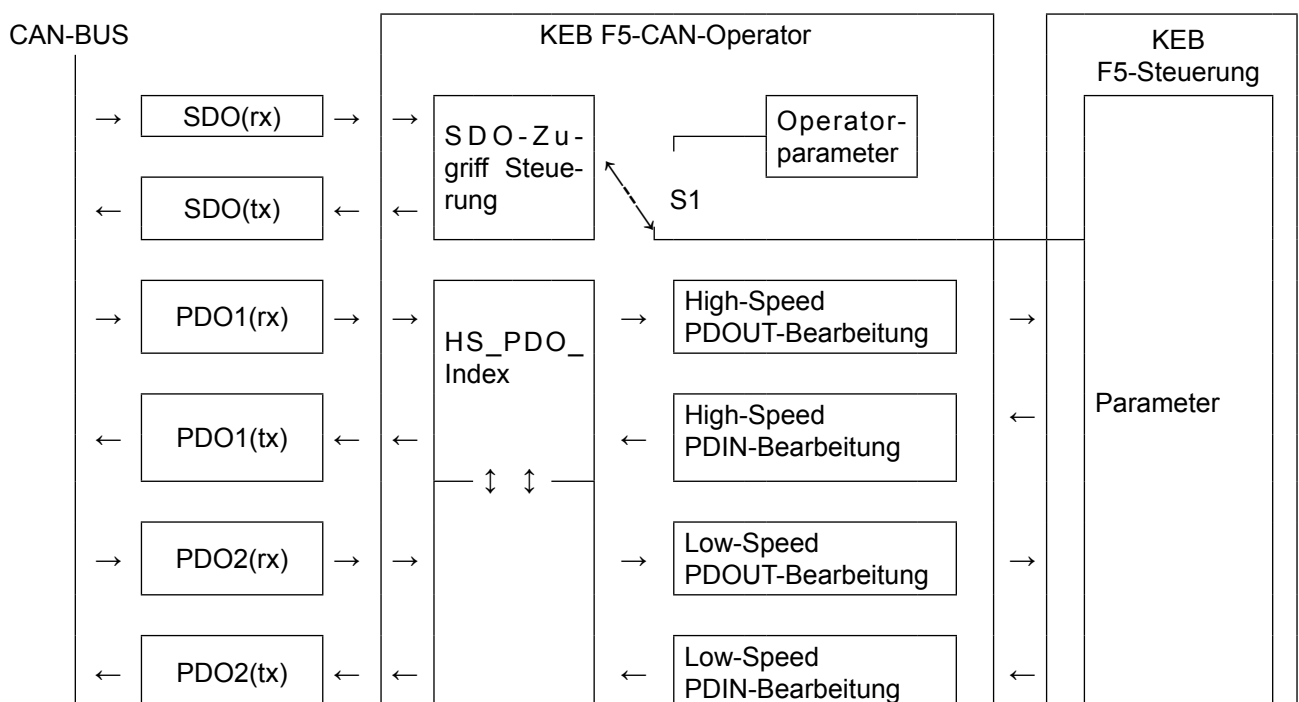 CAN-BUS
KEB F5-CAN-Operator
KEB
F5-Steuerung
→ SDO(rx) → →
SDO-Zu-
griff Steue-
rung
Operator-
parameter
← SDO(tx) ← ←
S1
→ PDO1(rx) → →
HS_PDO_
Index
→ High-Speed →
PDOUT-Bearbeitung
← PDO1(tx) ← ←
← High-Speed ←
PDIN-Bearbeitung
Parameter
↕ ↕
→ PDO2(rx) → →
→ Low-Speed →
PDOUT-Bearbeitung
← PDO2(tx) ← ←
← Low-Speed ←
PDIN-Bearbeitung